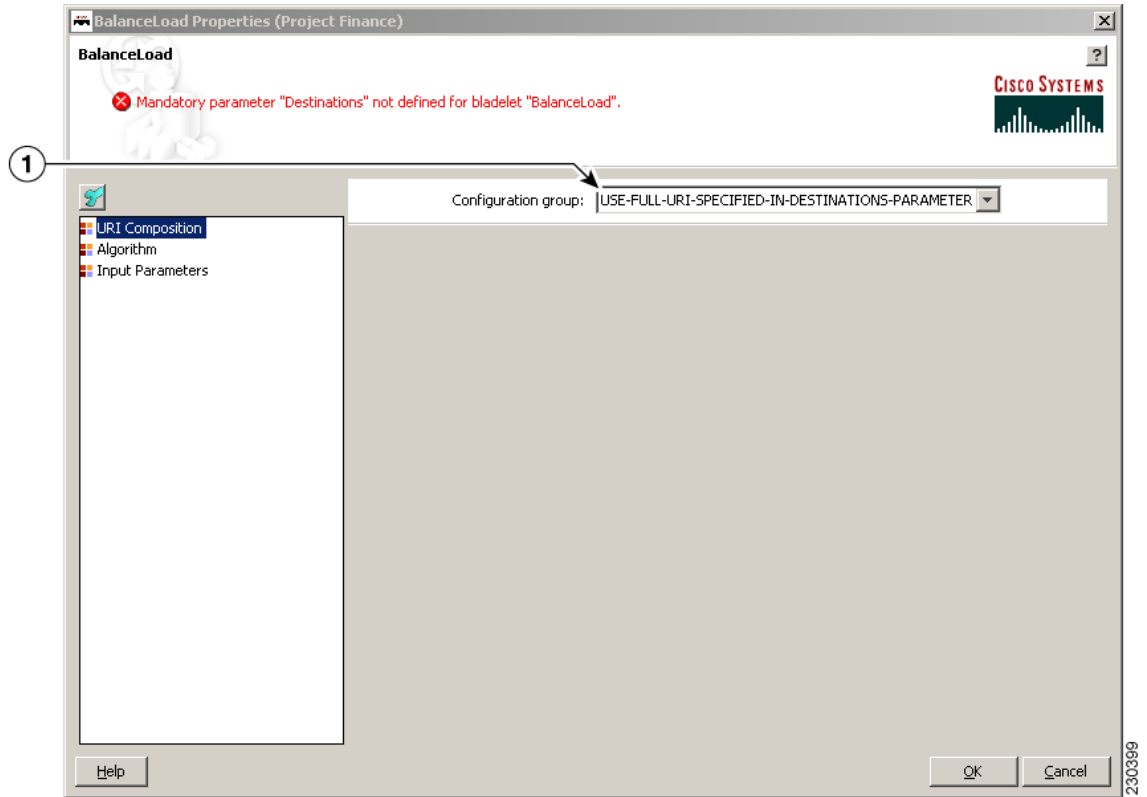 BalanceLoad Properties (Project Finance)
BalanceLoad
?
Mandatory parameter "Destinations" not defined for bladelet "BalanceLoad".
CISCO SYSTEMS
1
Configuration group: USE-FULL-URI-SPECIFIED-IN-DESTINATIONS-PARAMETER
URI Composition
Algorithm
Input Parameters
Help
OK
Cancel
230399